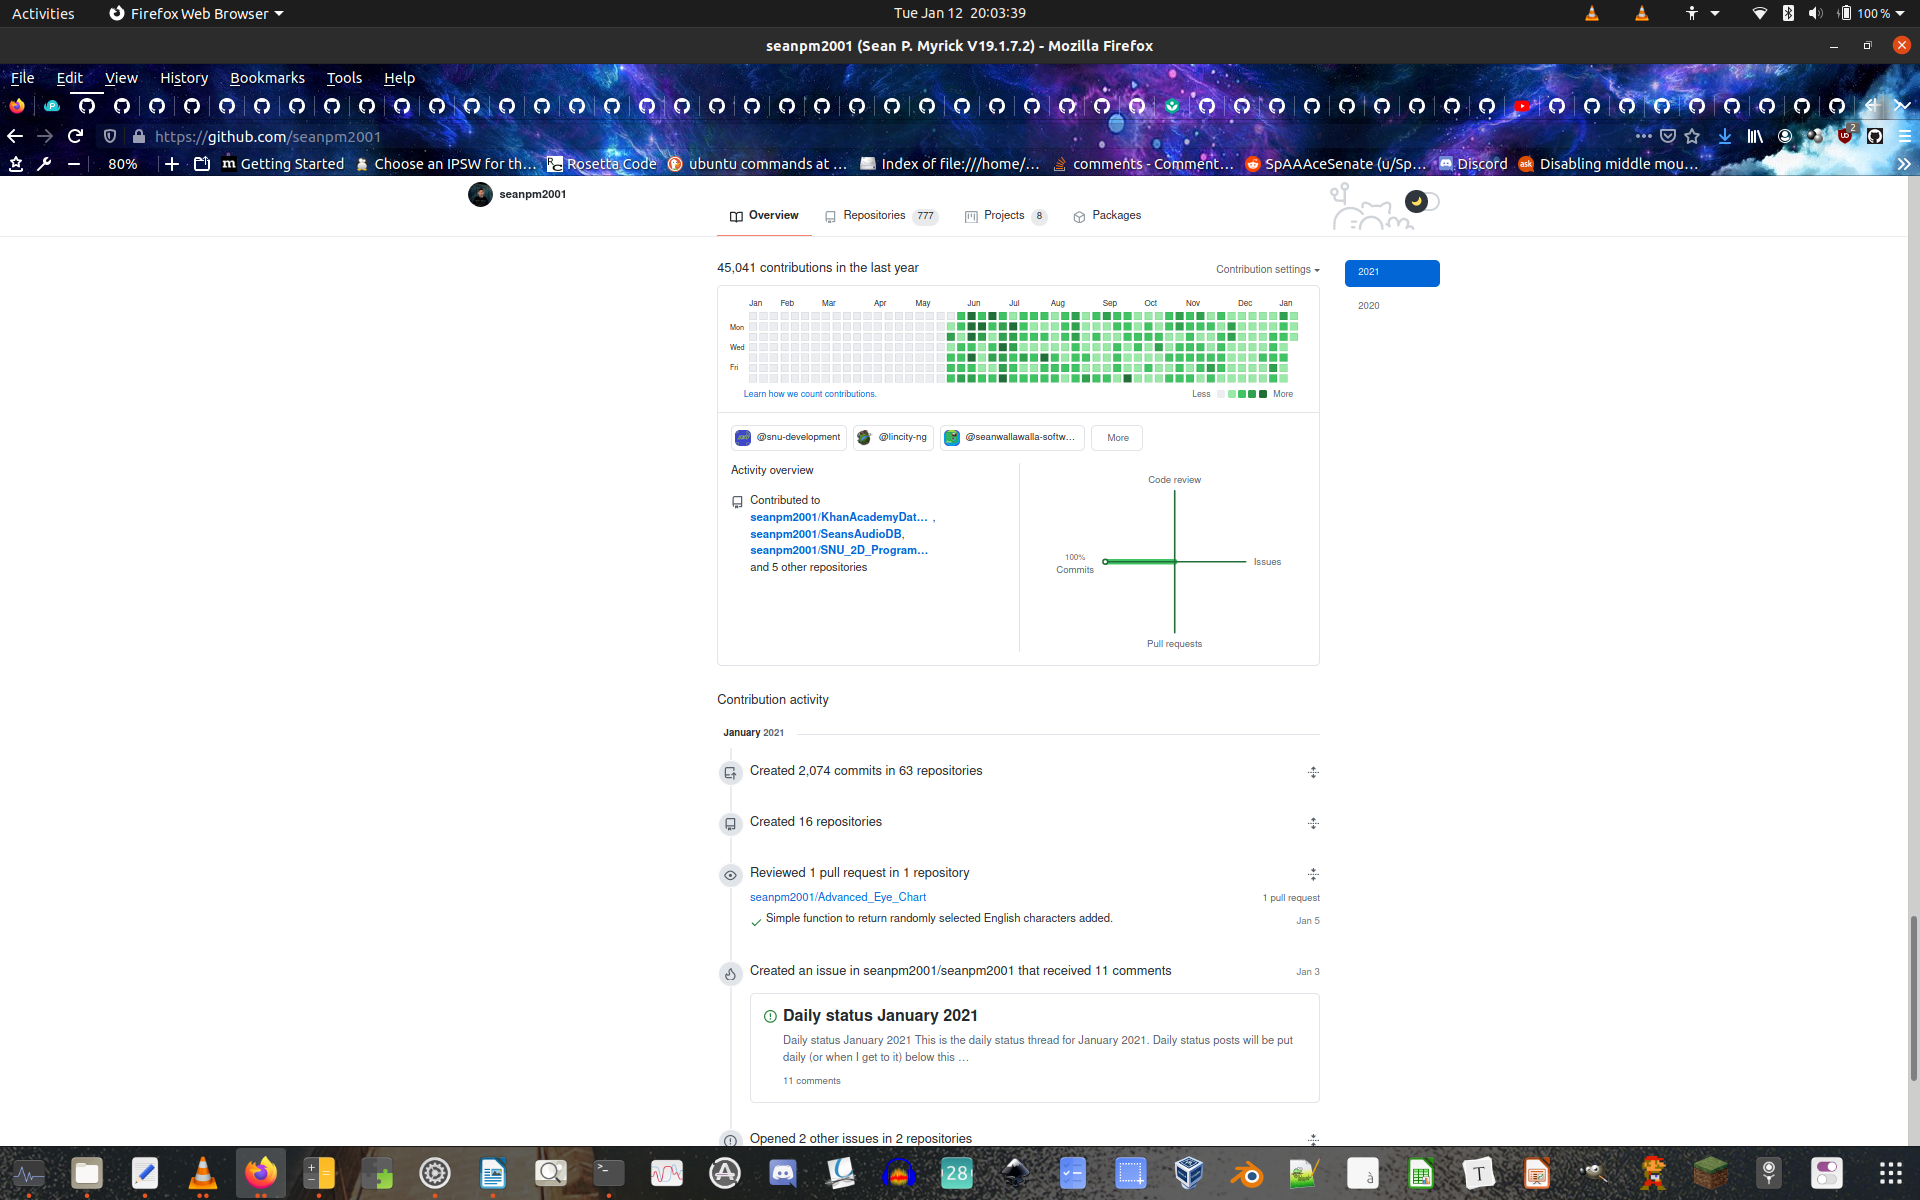 Activities Firefox Web Browser Tue Jan 12 20:03:39 100 %
seanpm2001 (Sean P. Myrick V19.1.7.2) - Mozilla Firefox
File Edit View History Bookmarks Tools Help
https://github.com/seanpm2001 2
80% Getting Started Choose an IPSW for th… Rosetta Code ubuntu commands at … Index of file:///home/… comments - Comment… SpAAAceSenate (u/Sp… Discord Disabling middle mou…
seanpm2001
Overview Repositories 777 Projects 8 Packages
45,041 contributions in the last year Contribution settings
2021
2020
Jan Feb Mar Apr May Jun Jul Aug Sep Oct Nov Dec Jan
Mon
Wed
Fri
Learn how we count contributions. Less More
@snu-development @lincity-ng @seanwallawalla-softw… More
Activity overview
Contributed to
seanpm2001/KhanAcademyDat… ,
seanpm2001/SeansAudioDB,
seanpm2001/SNU_2D_Program…
and 5 other repositories
Code review
100%
Commits
Issues
Pull requests
Contribution activity
January 2021
Created 2,074 commits in 63 repositories
Created 16 repositories
Reviewed 1 pull request in 1 repository
seanpm2001/Advanced_Eye_Chart 1 pull request
Simple function to return randomly selected English characters added. Jan 5
Created an issue in seanpm2001/seanpm2001 that received 11 comments Jan 3
Daily status January 2021
Daily status January 2021 This is the daily status thread for January 2021. Daily status posts will be put
daily (or when I get to it) below this …
11 comments
Opened 2 other issues in 2 repositories
28